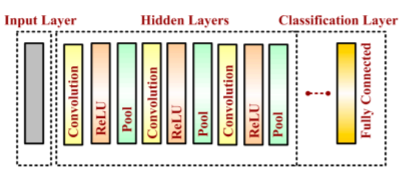 Input Layer
Hidden Layers
Classification Layer
Convolution
ReLU
Pool
Convolution
ReLU
Pool
Convolution
ReLU
Pool
Fully Connected